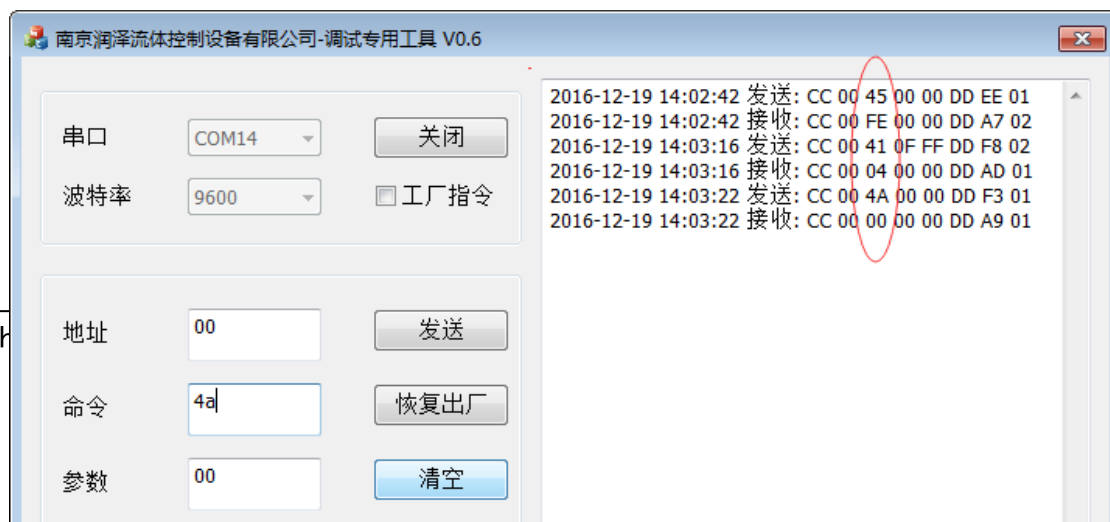 南京润泽流体控制设备有限公司-调试专用工具 V0.6
串口 COM14 关闭
波特率 9600 工厂指令
地址 00 发送
命令 4a 恢复出厂
参数 00 清空
2016-12-19 14:02:42 发送: CC 00 45 00 00 DD EE 01
2016-12-19 14:02:42 接收: CC 00 FE 00 00 DD A7 02
2016-12-19 14:03:16 发送: CC 00 41 0F FF DD F8 02
2016-12-19 14:03:16 接收: CC 00 04 00 00 DD AD 01
2016-12-19 14:03:22 发送: CC 00 4A 00 00 DD F3 01
2016-12-19 14:03:22 接收: CC 00 00 00 00 DD A9 01